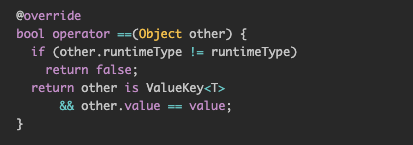 @override
bool operator ==(Object other) {
  if (other.runtimeType != runtimeType)
    return false;
  return other is ValueKey<T>
      && other.value == value;
}